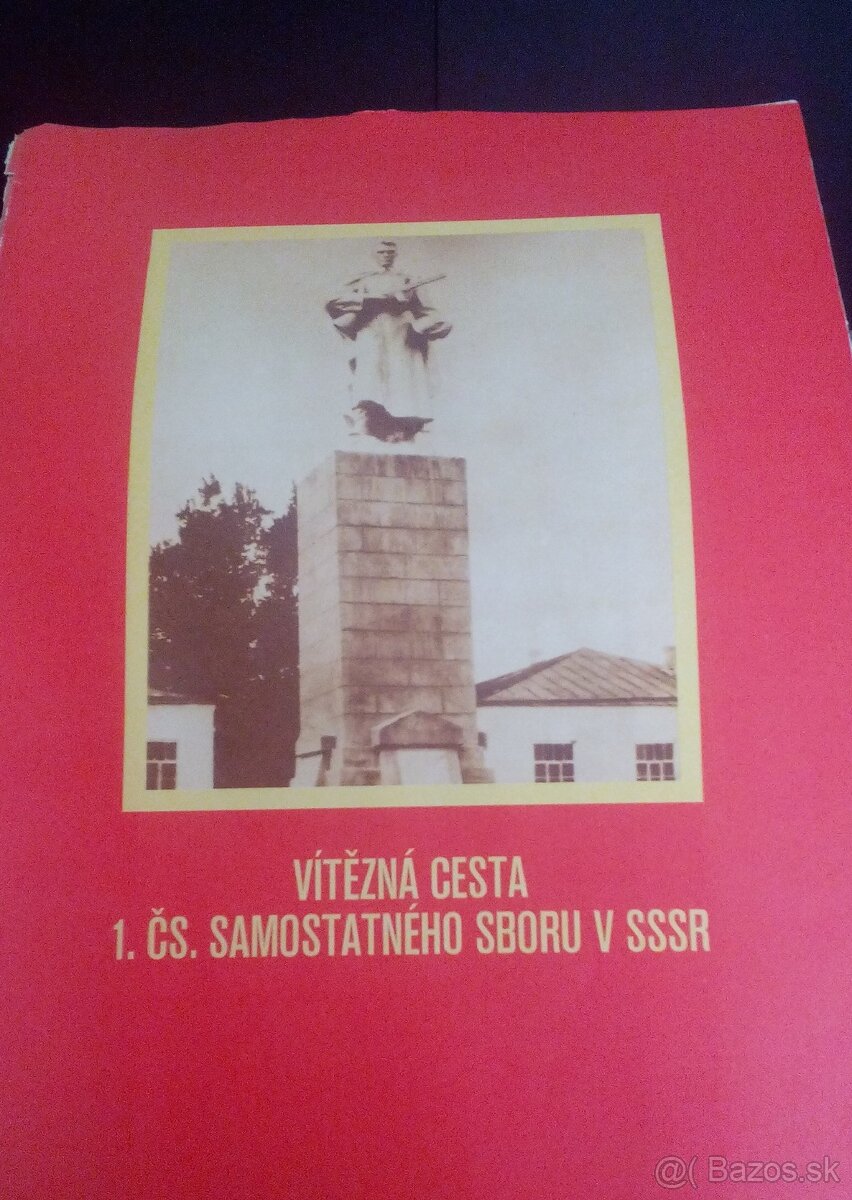 VÍTĚZNÁ CESTA
1. ČS. SAMOSTATNÉHO SBORU V SSSR
@( Bazos.sk